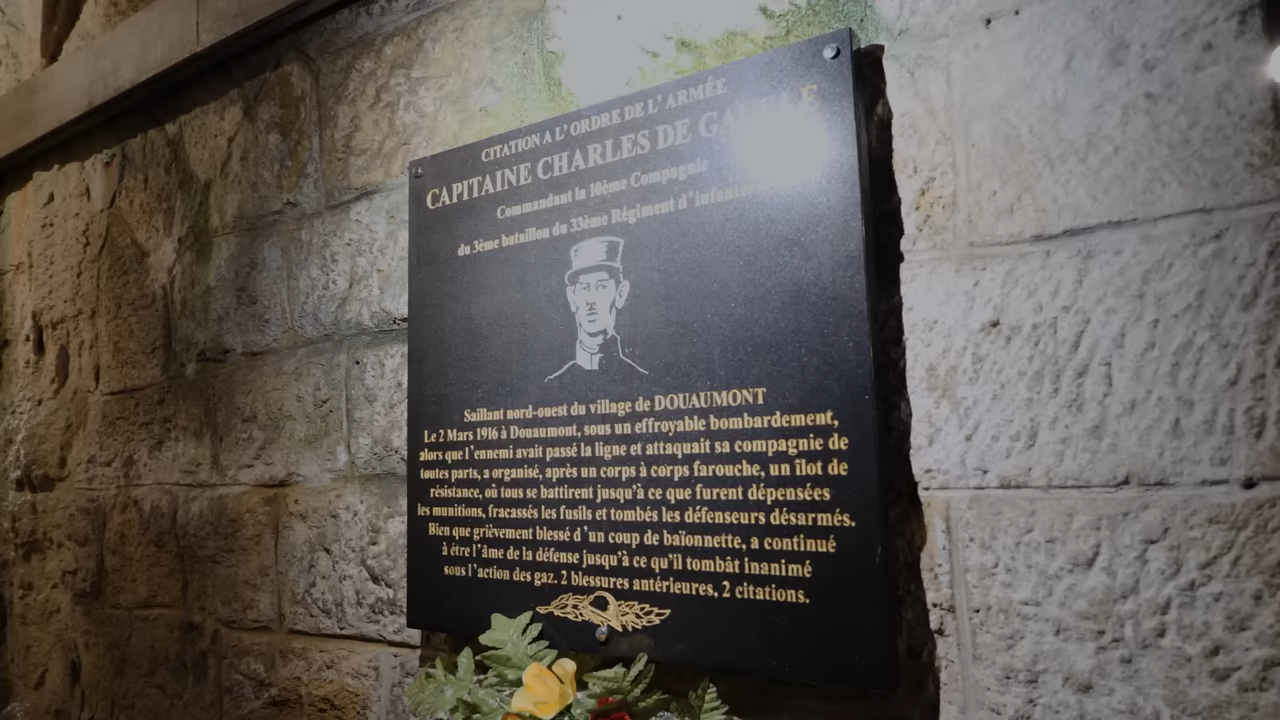 CITATION A L'ORDRE DE L'ARMÉE
CAPITAINE CHARLES DE
Commandant la 10ème Compagnie
du 3ème bataillon du 33ème Régiment
Saillant nord-ouest du village de DOUAUMONT
Le 2 Mars 1916 à Douaumont, sous un effroyable bombardement,
alors que l'ennemi avait passé la ligne et attaquait sa compagnie de
toutes parts, a organisé, après un corps à corps farouche, un îlot de
résistance, où tous se battirent jusqu'à ce que furent dépensées
les munitions, fracassés les fusils et tombés les défenseurs désarmés.
Bien que grièvement blessé d'un coup de baïonnette, a continué
à étre l'âme de la défense jusqu'à ce qu'il tombât inanimé
sous l'action des gaz. 2 blessures antérieures, 2 citations.